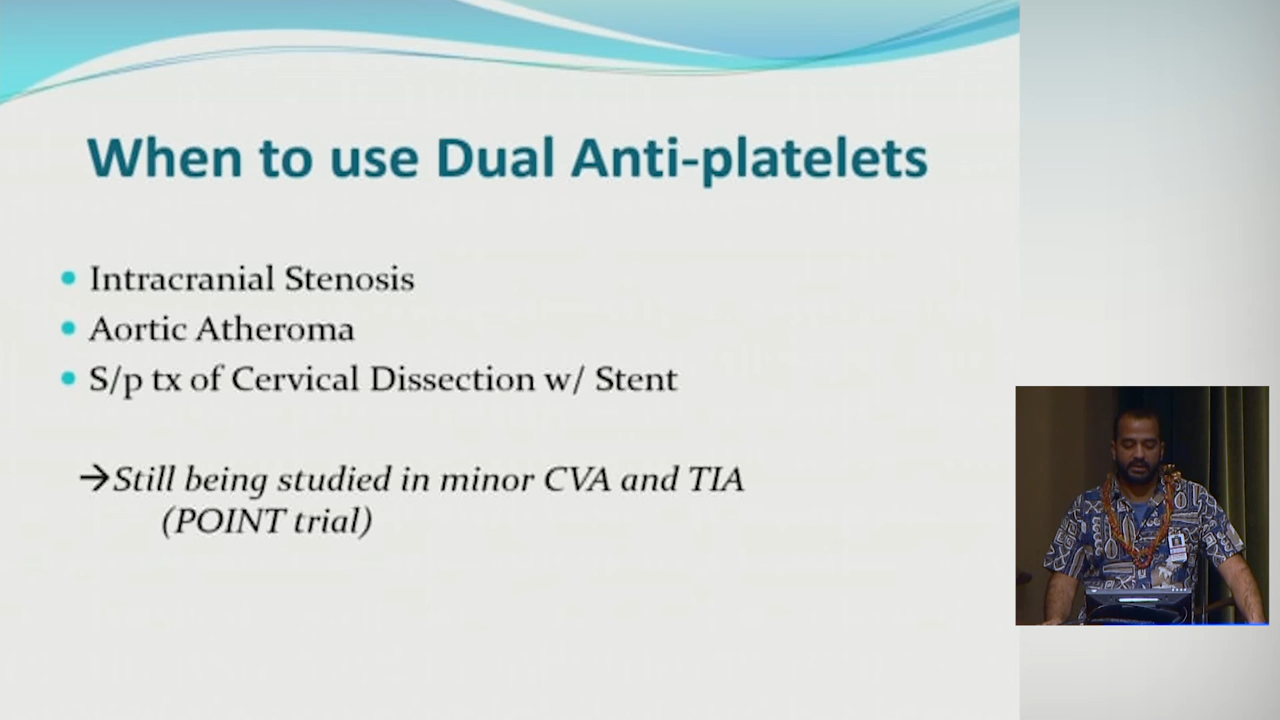 When to use Dual Anti-platelets
• Intracranial Stenosis
• Aortic Atheroma
• S/p tx of Cervical Dissection w/ Stent
→Still being studied in minor CVA and TIA
(POINT trial)